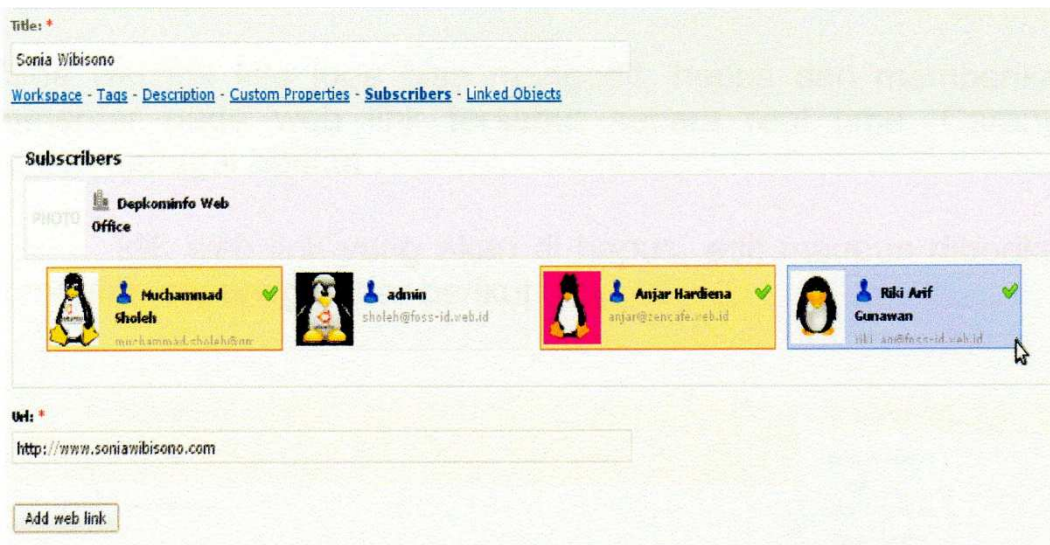 Title: *
Sonia Wibisono
Workspace - Tags - Description - Custom Properties - Subscribers - Linked Objects
Subscribers
PHOTO
Depkominfo Web
Office
Muchammad
Sholeh
admin
sholeh@foss-id.web.id
Anjar Hardiena
anjar@zencafe.web.id
Riki Arif
Gunawan
Url: *
http://www.soniawibisono.com
Add web link